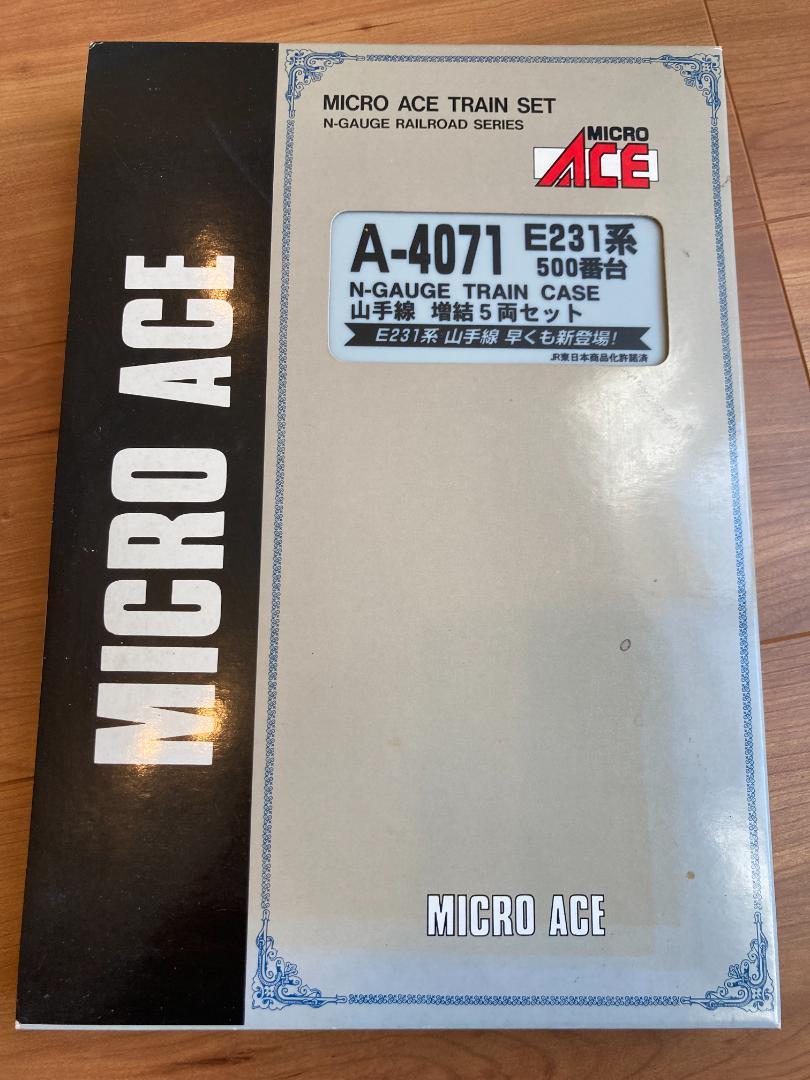 MICRO ACE
MICRO ACE TRAIN SET
N-GAUGE RAILROAD SERIES
MICRO
ACE
A-4071 E231系
500番台
N-GAUGE TRAIN CASE
山手線 増結5両セット
E231系 山手線 早くも新登場!
JR東日本商品化許諾済
MICRO ACE